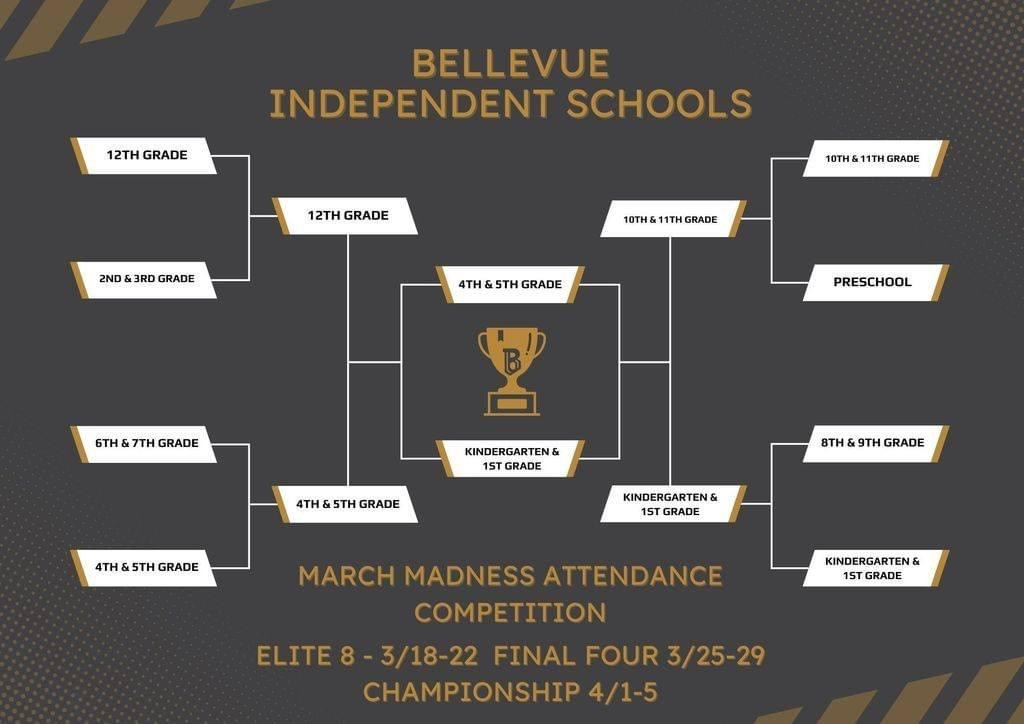 BELLEVUE
INDEPENDENT SCHOOLS
12TH GRADE
10TH & 11TH GRADE
12TH GRADE
10TH & 11TH GRADE
2ND & 3RD GRADE
4TH & 5TH GRADE
PRESCHOOL
B
6TH & 7TH GRADE
KINDERGARTEN &
1ST GRADE
8TH & 9TH GRADE
4TH & 5TH GRADE
KINDERGARTEN &
1ST GRADE
4TH & 5TH GRADE
KINDERGARTEN &
1ST GRADE
MARCH MADNESS ATTENDANCE
COMPETITION
ELITE 8 - 3/18-22 FINAL FOUR 3/25-29
CHAMPIONSHIP 4/1-5